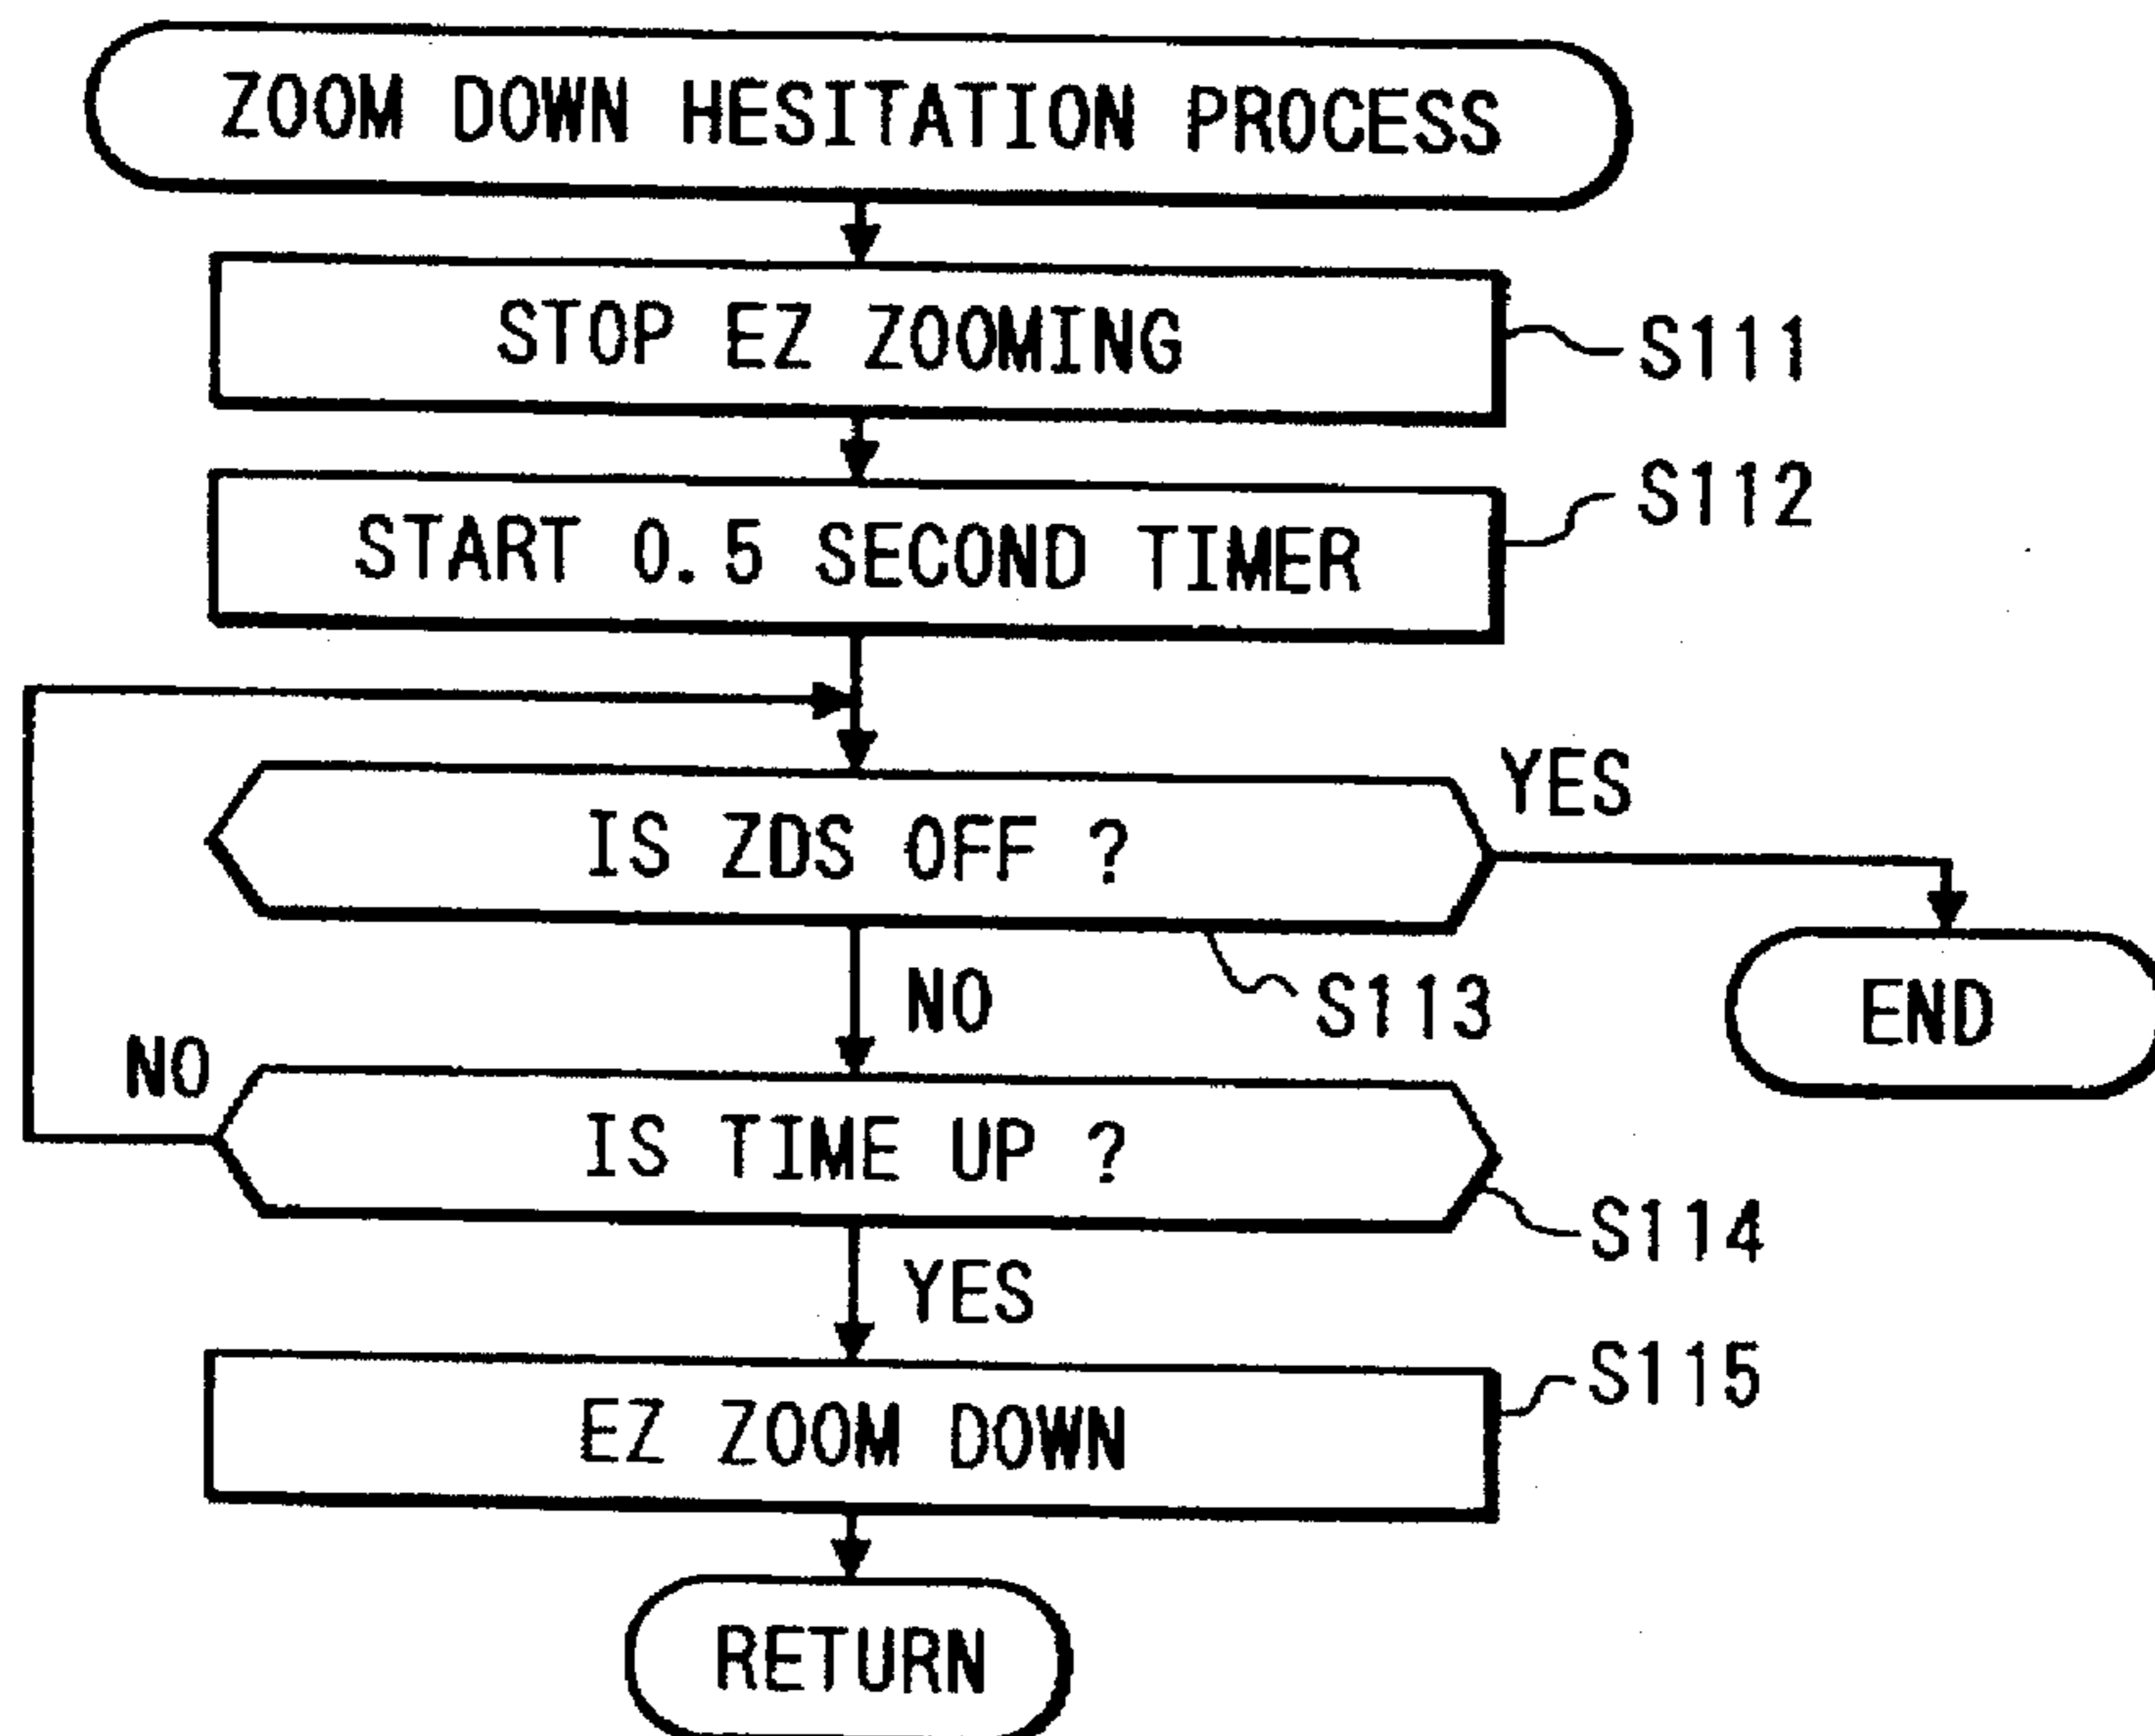 ZOOM DOWN HESITATION PROCESS
STOP EZ ZOOMING
S111
START 0.5 SECOND TIMER
S112
IS ZDS OFF ?
YES
S113
END
NO
IS TIME UP ?
NO
S114
YES
EZ ZOOM DOWN
S115
RETURN